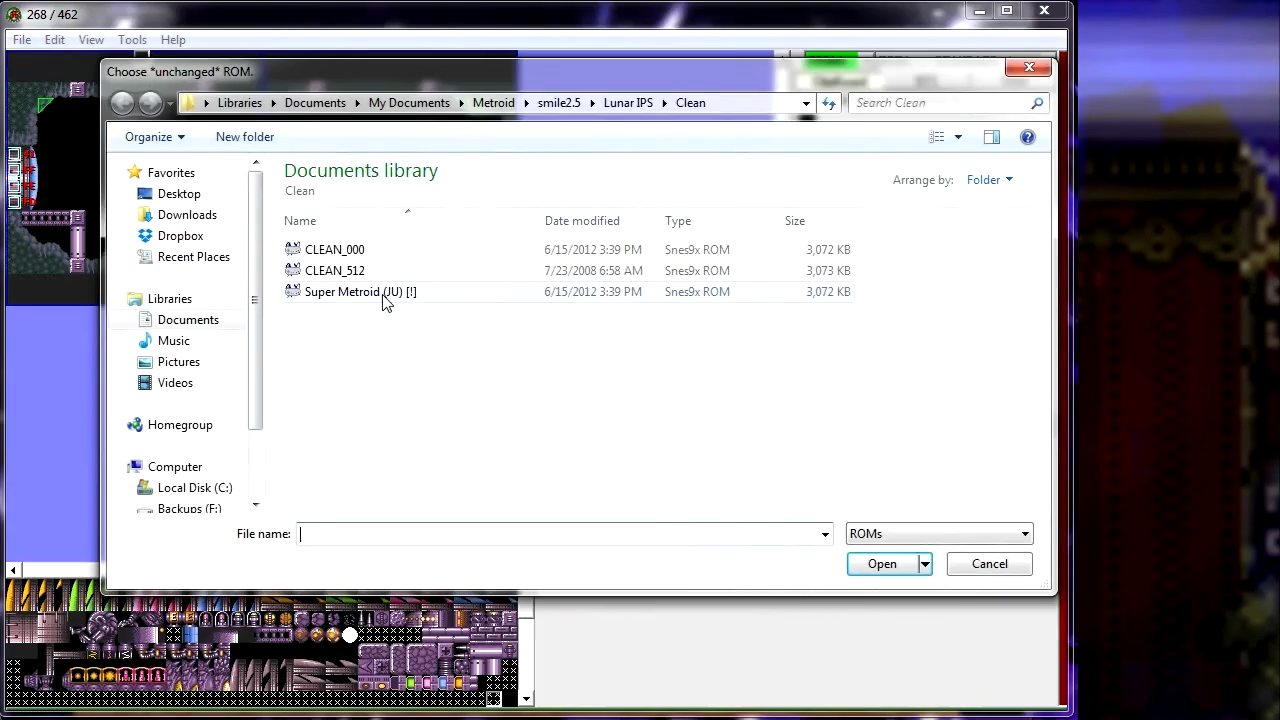 268 / 462
File Edit View Tools Help
Choose *unchanged* ROM.
Libraries Documents My Documents Metroid smile2.5 Lunar IPS Clean
Search Clean
Organize New folder
Favorites
Desktop
Downloads
Dropbox
Recent Places
Libraries
Documents
Music
Pictures
Videos
Homegroup
Computer
Local Disk (C:)
Backups (F:)
Documents library
Clean
Arrange by: Folder
Name Date modified Type Size
CLEAN_000 6/15/2012 3:39 PM Snes9x ROM 3,072 KB
CLEAN_512 7/23/2008 6:58 AM Snes9x ROM 3,073 KB
Super Metroid (JU) [!] 6/15/2012 3:39 PM Snes9x ROM 3,072 KB
File name: ROMs
Open Cancel